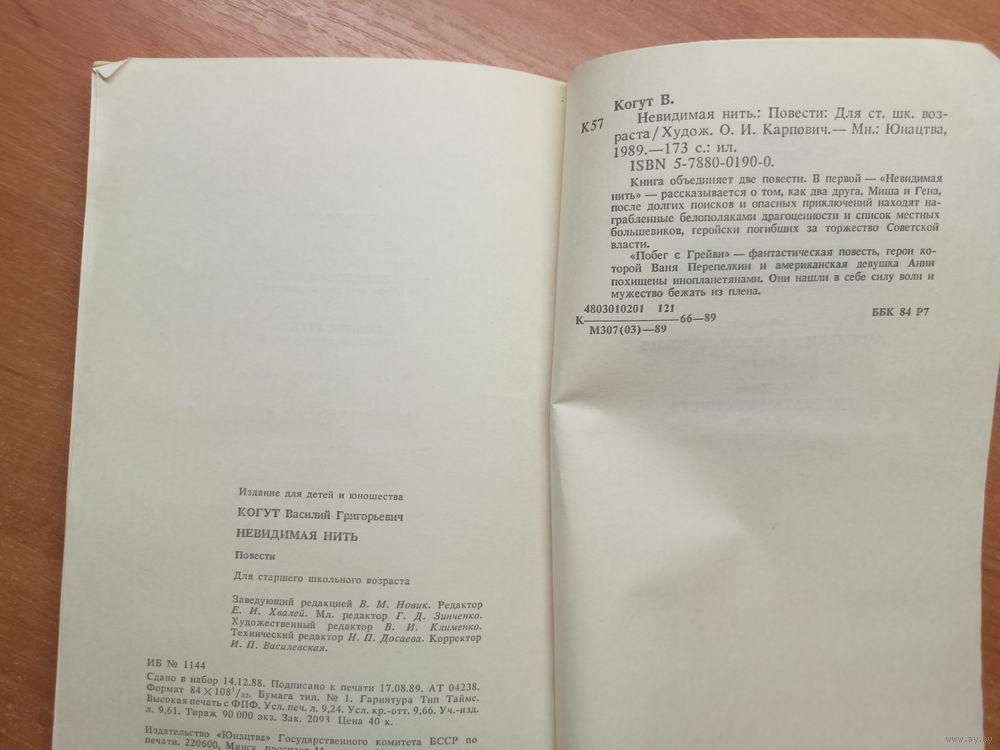 Издание для детей и юношества
КОГУТ Василий Григорьевич
НЕВИДИМАЯ НИТЬ
Повести
Для старшего школьного возраста
Заведующий редакцией В. М. Новик. Редактор
Е. И. Хвалей. Мл. редактор Г. Д. Зинченко.
Художественный редактор В. И. Клименко.
Технический редактор Н. П. Досаева. Корректор
И. П. Василевская.
ИБ № 1144
Сдано в набор 14.12.88. Подписано к печати 17.08.89. АТ 04238.
Формат 84×108¹/₃₂. Бумага тип. № 1. Гарнитура Тип Таймс.
Высокая печать с ФПФ. Усл. печ. л. 9,24. Усл. кр.-отт. 9,66. Уч.-изд.
л. 9,61. Тираж 90 000 экз. Зак. 2093 Цена 40 к.
Издательство «Юнацтва» Государственного комитета БССР по
печати. 220600, Минск, проспект
Когут В.
К57
Невидимая нить.: Повести: Для ст. шк. воз-
раста/Худож. О. И. Карпович.— Мн.: Юнацтва,
1989.—173 с.: ил.
ISBN 5-7880-0190-0.
Книга объединяет две повести. В первой — «Невидимая
нить» — рассказывается о том, как два друга, Миша и Гена,
после долгих поисков и опасных приключений находят на-
грабленные белополяками драгоценности и список местных
большевиков, геройски погибших за торжество Советской
власти.
«Побег с Грейви» — фантастическая повесть, герои ко-
торой Ваня Перепелкин и американская девушка Анни
похищены инопланетянами. Они нашли в себе силу воли и
мужество бежать из плена.
4803010201 121
К 66—89
М307(03)—89
ББК 84 Р7
www.ay.by